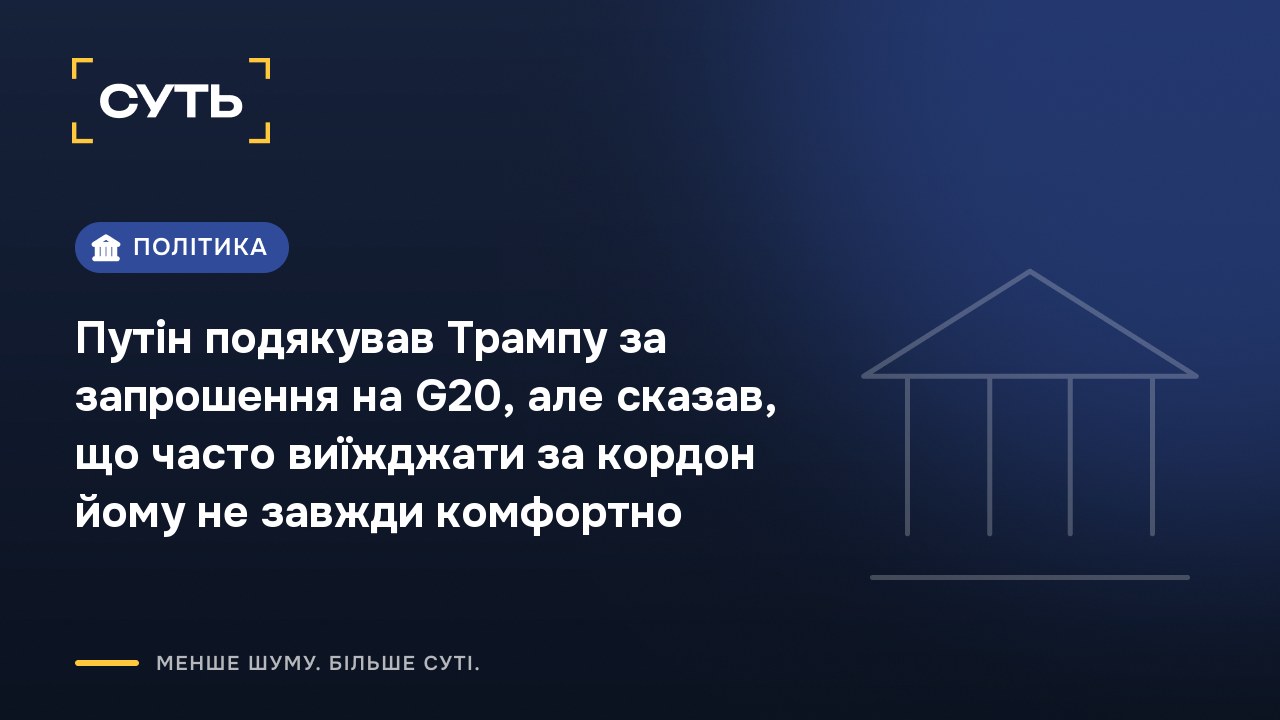 СУТЬ
ПОЛІТИКА
Путін подякував Трампу за
запрошення на G20, але сказав,
що часто виїжджати за кордон
йому не завжди комфортно
МЕНШЕ ШУМУ. БІЛЬШЕ СУТІ.